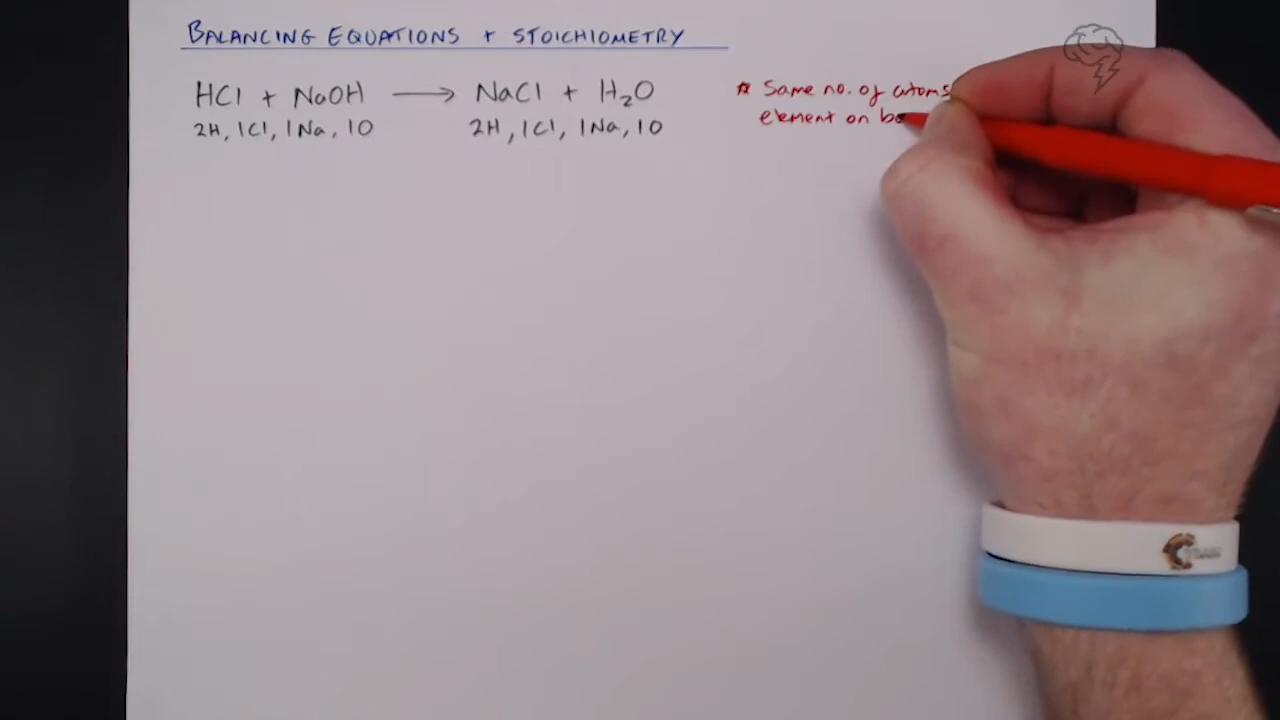 BALANCING EQUATIONS + STOICHIOMETRY
HCl + NaOH ⟶ NaCl + H₂O
2H, 1Cl, 1Na, 1O 2H, 1Cl, 1Na, 1O
* Same no. of atoms
element on